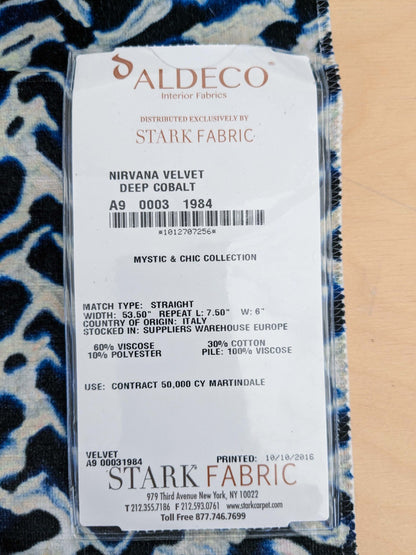 ALDECO®
Interior Fabrics
DISTRIBUTED EXCLUSIVELY BY
STARK FABRIC
NIRVANA VELVET
DEEP COBALT
A9 0003 1984
*1012707256*
MYSTIC & CHIC COLLECTION
MATCH TYPE: STRAIGHT
WIDTH: 53.50" REPEAT L: 7.50" W: 6"
COUNTRY OF ORIGIN: ITALY
STOCKED IN: SUPPLIERS WAREHOUSE EUROPE
60% VISCOSE 30% COTTON
10% POLYESTER PILE: 100% VISCOSE
USE: CONTRACT 50,000 CY MARTINDALE
VELVET
A9 00031984 PRINTED: 10/10/2016
STARK® FABRIC
979 Third Avenue New York, NY 10022
T 212.355.7186 F 212.593.0761 www.starkcarpet.com
Toll Free 877.746.7699